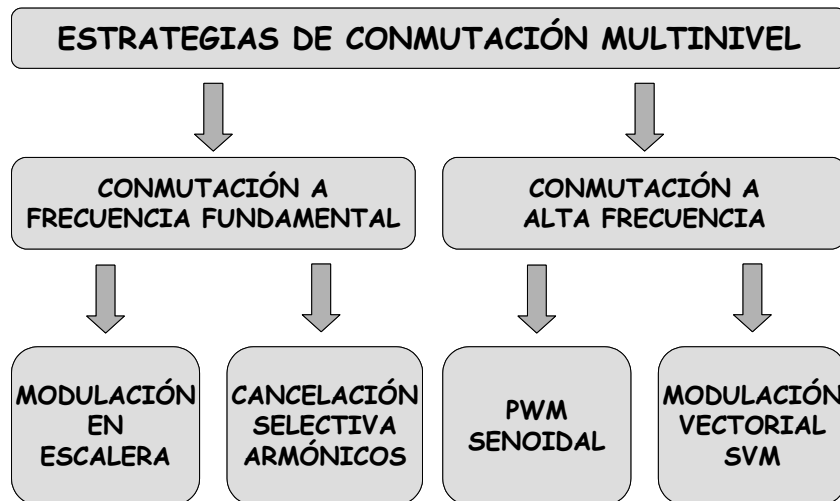 ESTRATEGIAS DE CONMUTACIÓN MULTINIVEL
CONMUTACIÓN A
FRECUENCIA FUNDAMENTAL
CONMUTACIÓN A
ALTA FRECUENCIA
MODULACIÓN
EN
ESCALERA
CANCELACIÓN
SELECTIVA
ARMÓNICOS
PWM
SENOIDAL
MODULACIÓN
VECTORIAL
SVM